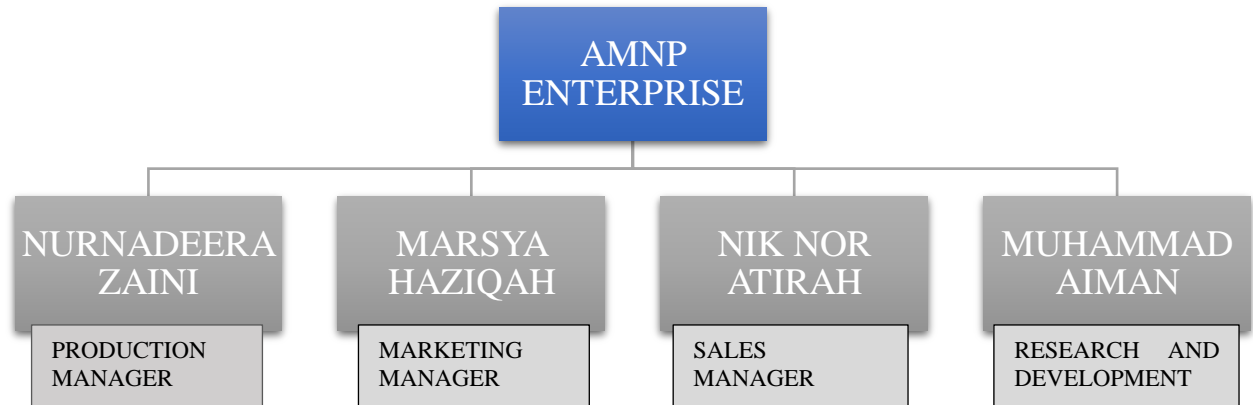 AMNP
ENTERPRISE
NURNADEERA
ZAINI
PRODUCTION
MANAGER
MARSYA
HAZIQAH
MARKETING
MANAGER
NIK NOR
ATIRAH
SALES
MANAGER
MUHAMMAD
AIMAN
RESEARCH AND
DEVELOPMENT